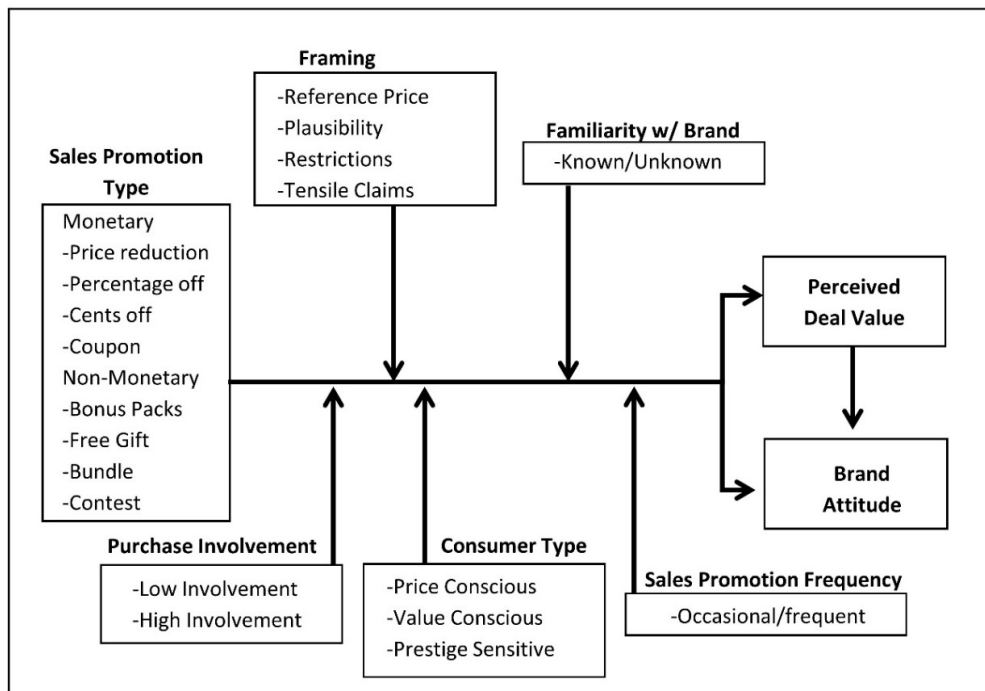 Framing
-Reference Price
-Plausibility
-Restrictions
-Tensile Claims
Familiarity w/ Brand
-Known/Unknown
Sales Promotion
Type
Monetary
-Price reduction
-Percentage off
-Cents off
-Coupon
Non-Monetary
-Bonus Packs
-Free Gift
-Bundle
-Contest
Perceived
Deal Value
Brand
Attitude
Purchase Involvement
-Low Involvement
-High Involvement
Consumer Type
-Price Conscious
-Value Conscious
-Prestige Sensitive
Sales Promotion Frequency
-Occasional/frequent